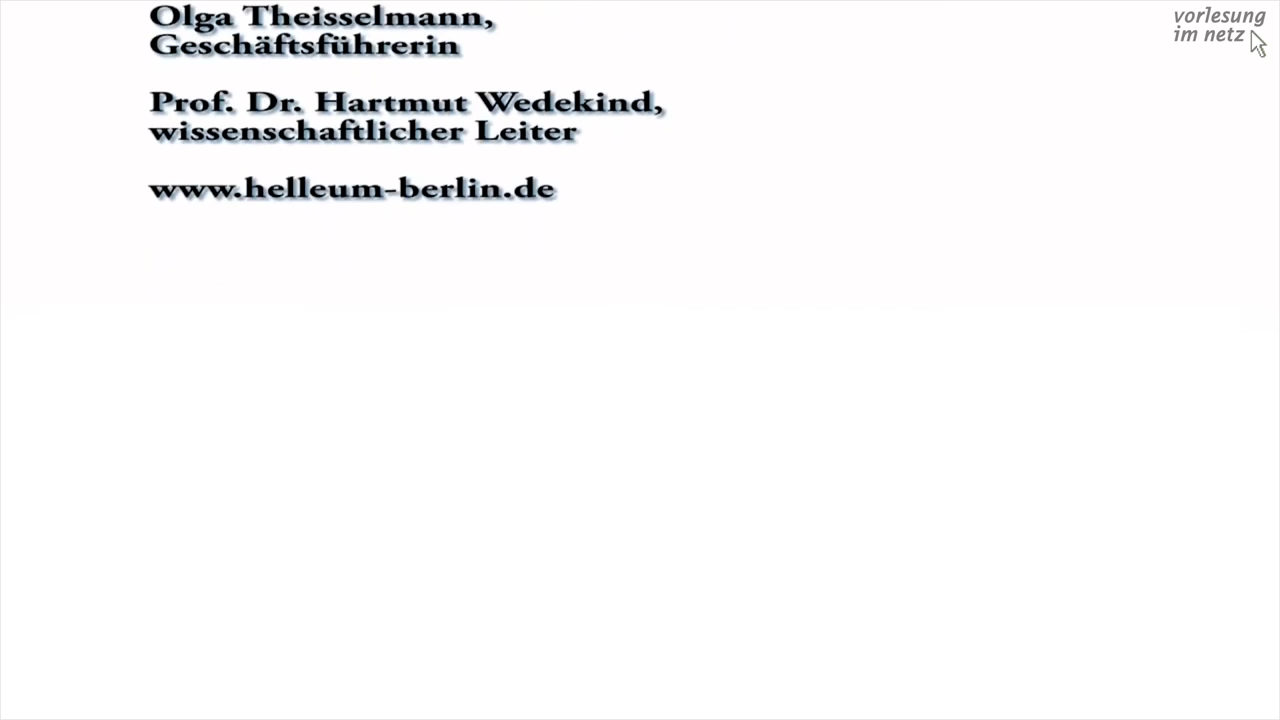 Olga Theisselmann,
Geschäftsführerin
Prof. Dr. Hartmut Wedekind,
wissenschaftlicher Leiter
www.helleum-berlin.de
vorlesung
im netz